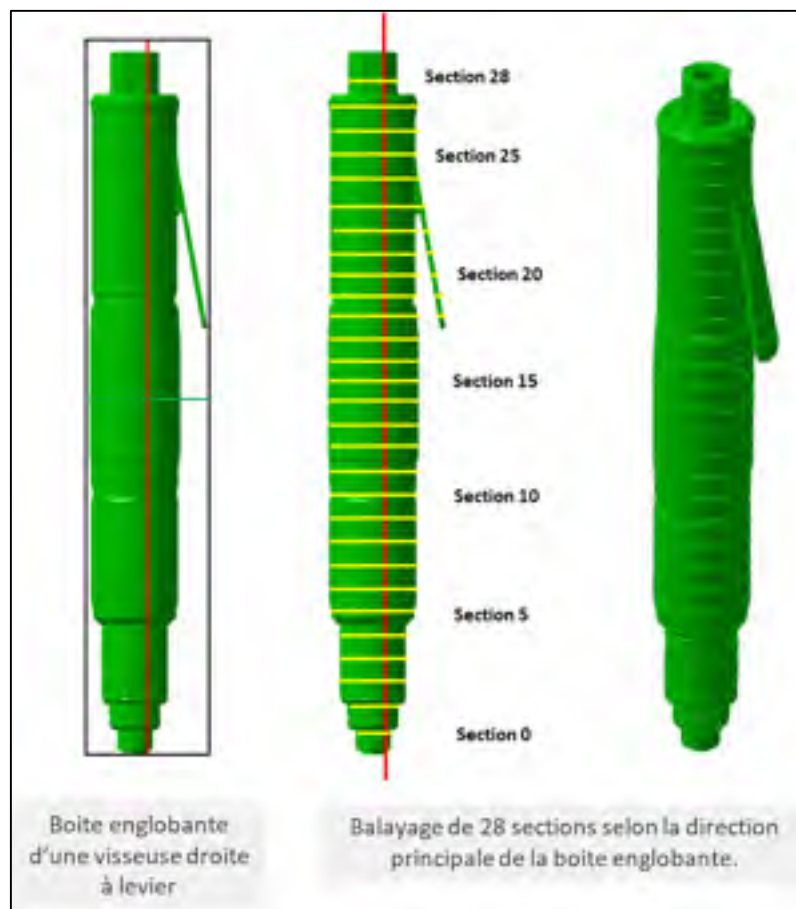 Section 28
Section 25
Section 20
Section 15
Section 10
Section 5
Section 0
Boite englobante
d'une visseuse droite
à levier
Balayage de 28 sections selon la direction
principale de la boite englobante.